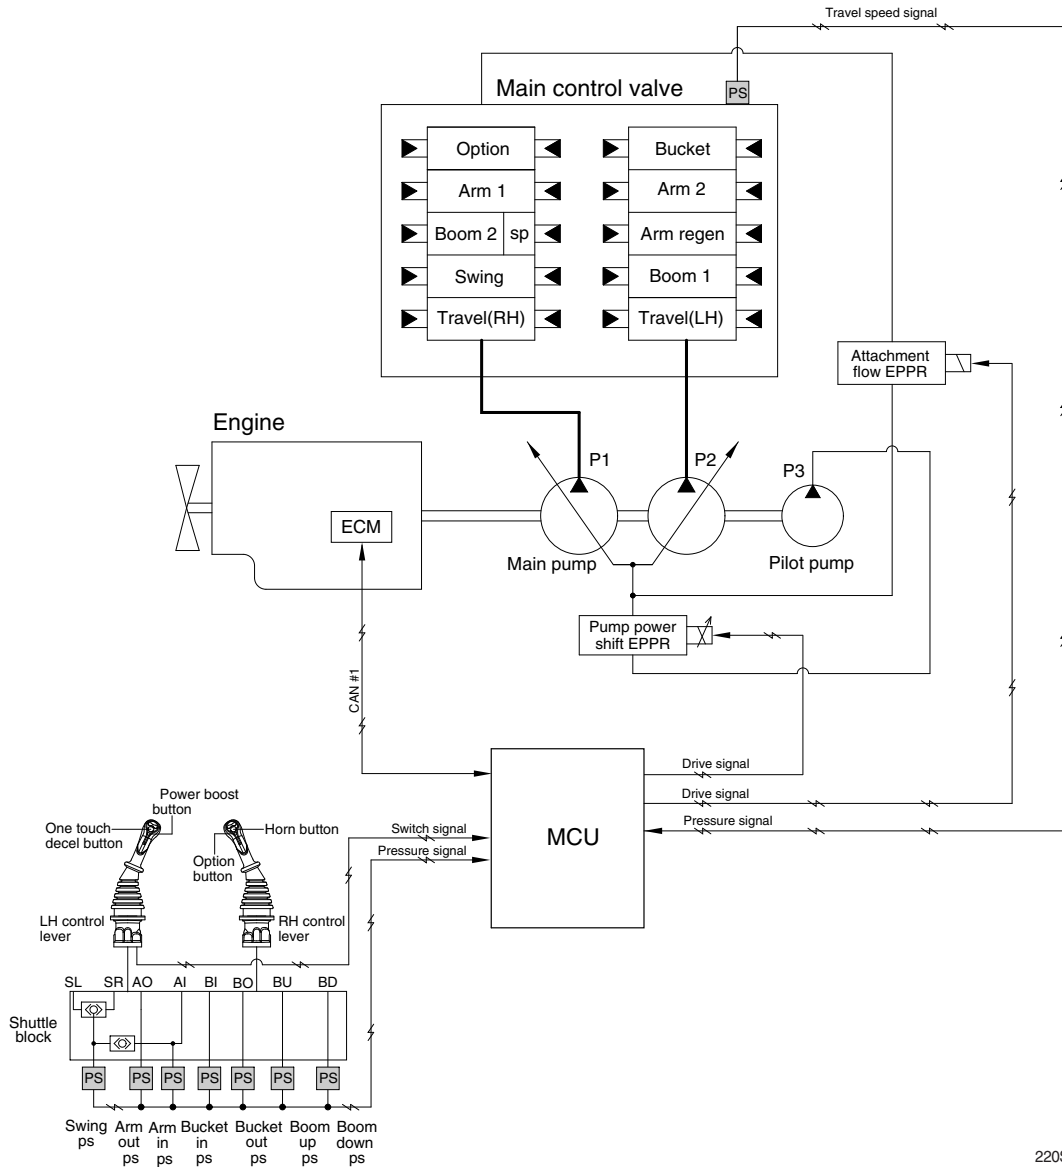 Travel speed signal
Main control valve
PS
Option
Bucket
Arm 1
Arm 2
Boom 2
sp
Arm regen
Swing
Boom 1
Travel(RH)
Travel(LH)
Attachment
flow EPPR
Engine
P1
P2
P3
ECM
Main pump
Pilot pump
Pump power
shift EPPR
CAN #1
MCU
Drive signal
Drive signal
Pressure signal
Switch signal
Pressure signal
Power boost
button
One touch
decel button
Horn button
Option
button
LH control
lever
RH control
lever
SL SR AO AI BI BO BU BD
Shuttle
block
PS PS PS PS PS PS PS
Swing
ps
Arm
out
ps
Arm
in
ps
Bucket
in
ps
Bucket
out
ps
Boom
up
ps
Boom
down
ps